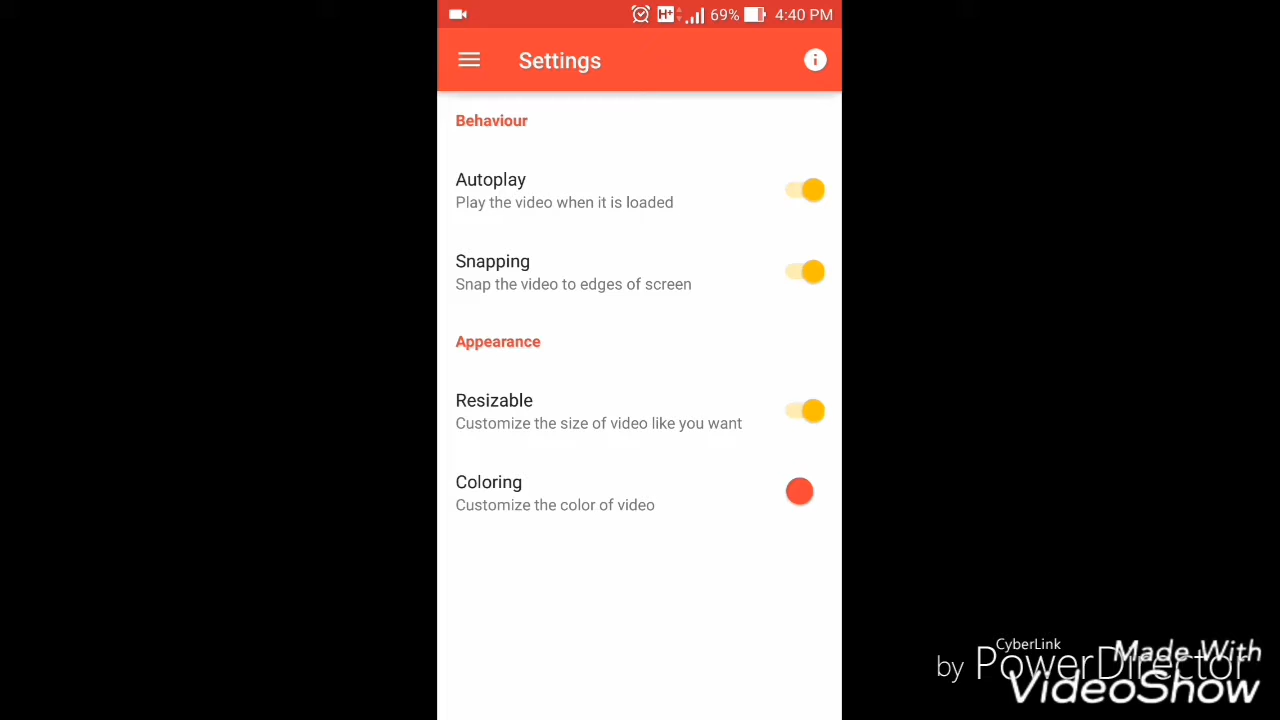 69% 4:40 PM
Settings
Behaviour
Autoplay
Play the video when it is loaded
Snapping
Snap the video to edges of screen
Appearance
Resizable
Customize the size of video like you want
Coloring
Customize the color of video
CyberLink
by PowerDirector
Made With
VideoShow